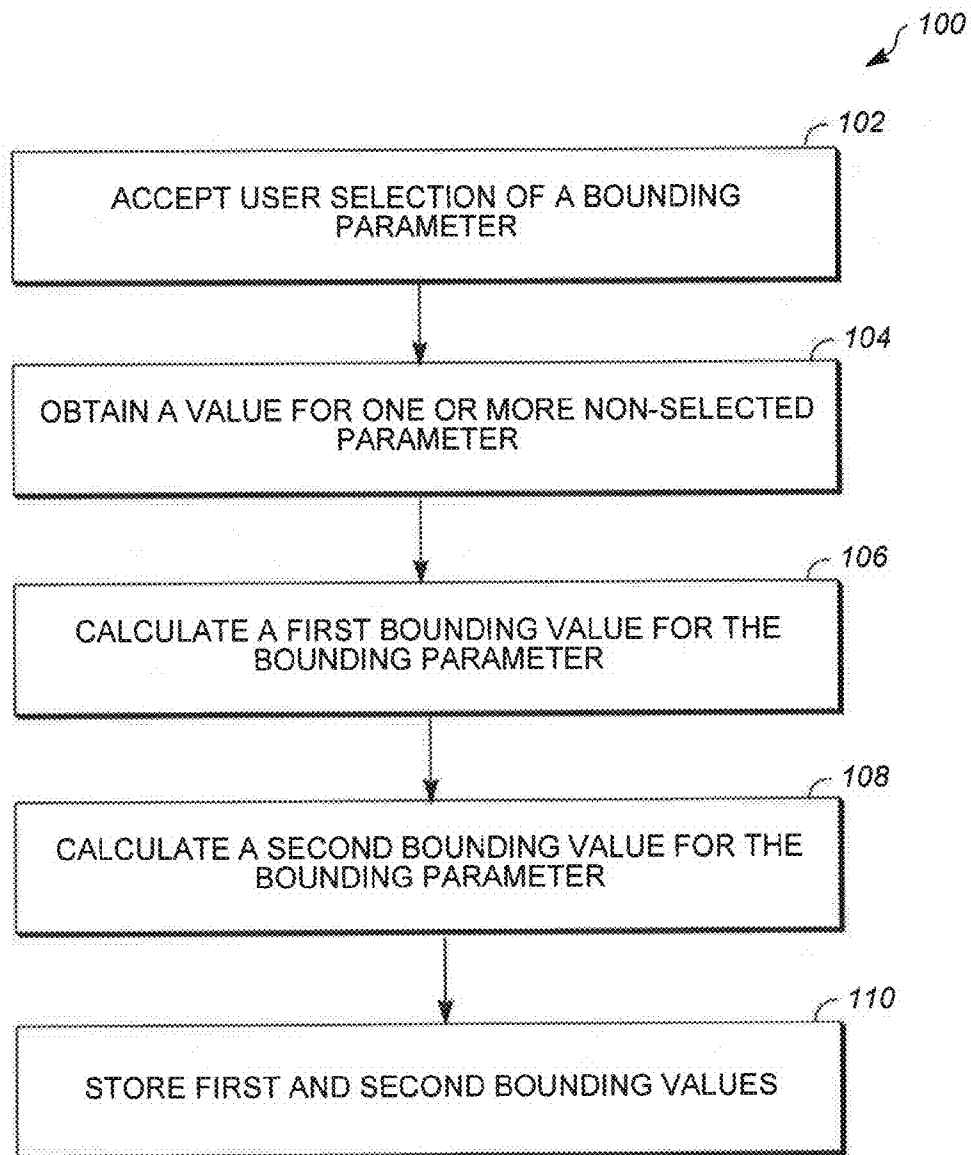 100
102
ACCEPT USER SELECTION OF A BOUNDING
PARAMETER
104
OBTAIN A VALUE FOR ONE OR MORE NON-SELECTED
PARAMETER
106
CALCULATE A FIRST BOUNDING VALUE FOR THE
BOUNDING PARAMETER
108
CALCULATE A SECOND BOUNDING VALUE FOR THE
BOUNDING PARAMETER
110
STORE FIRST AND SECOND BOUNDING VALUES